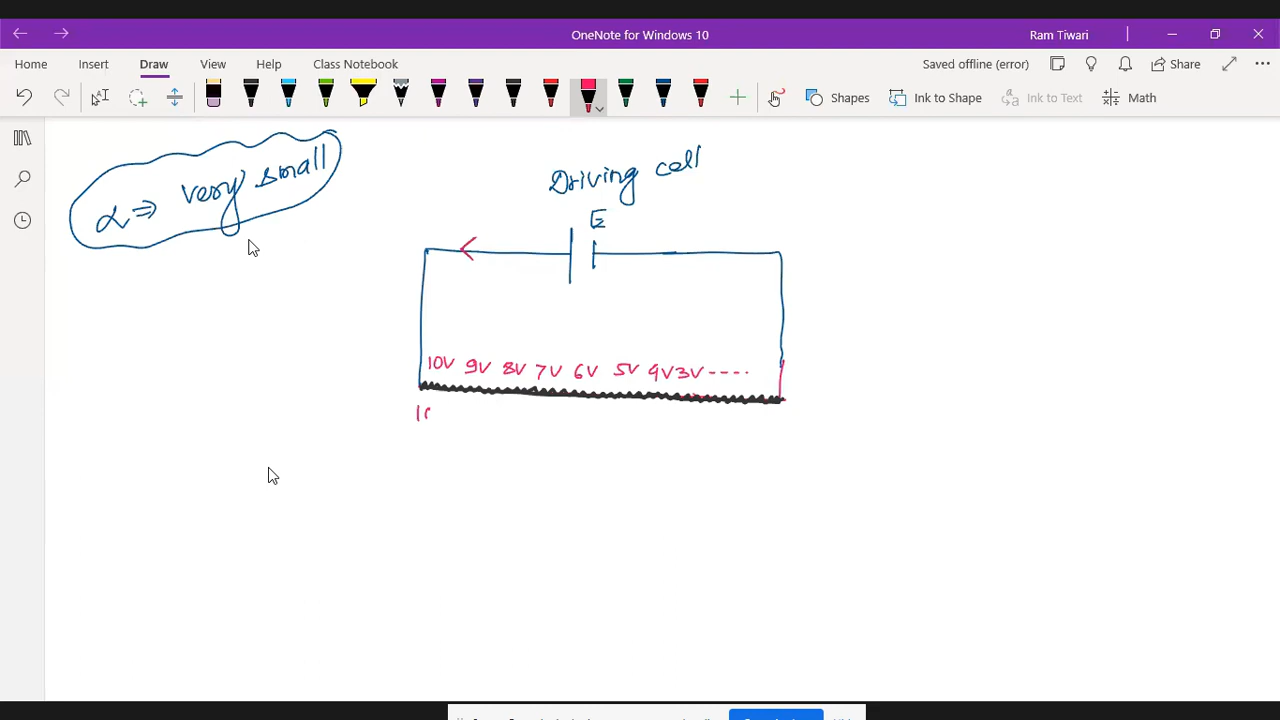 OneNote for Windows 10
Ram Tiwari
Home Insert Draw View Help Class Notebook
Saved offline (error)
Share
Shapes
Ink to Shape
Ink to Text
Math
α ⇒ very small
Driving cell
E
10V 9V 8V 7V 6V 5V 4V 3V ----